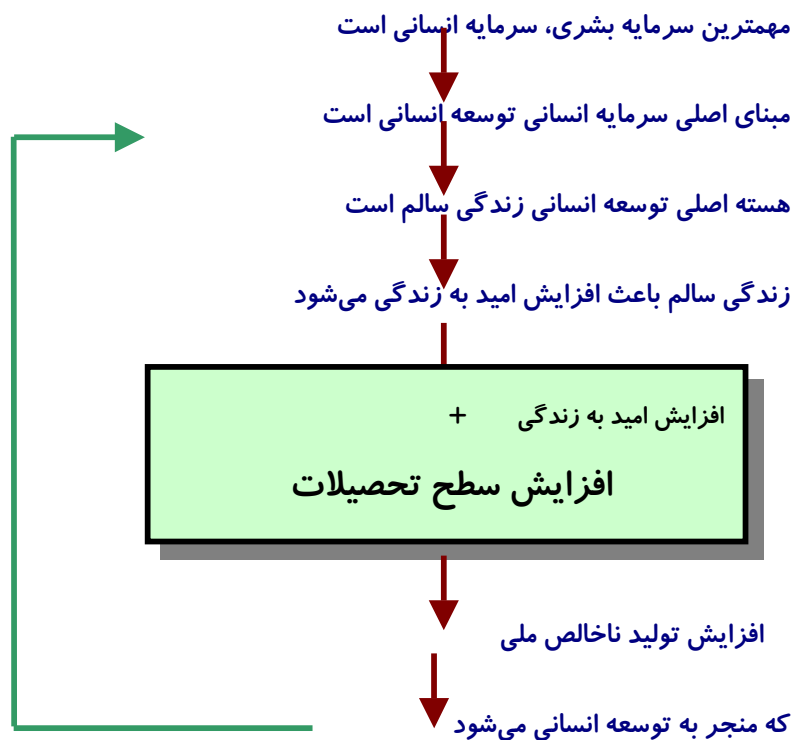 مهمترین سرمایه بشری، سرمایه انسانی است
مبنای اصلی سرمایه انسانی توسعه انسانی است
هسته اصلی توسعه انسانی زندگی سالم است
زندگی سالم باعث افزایش امید به زندگی می‌شود
افزایش امید به زندگی +
افزایش سطح تحصیلات
افزایش تولید ناخالص ملی
که منجر به توسعه انسانی می‌شود